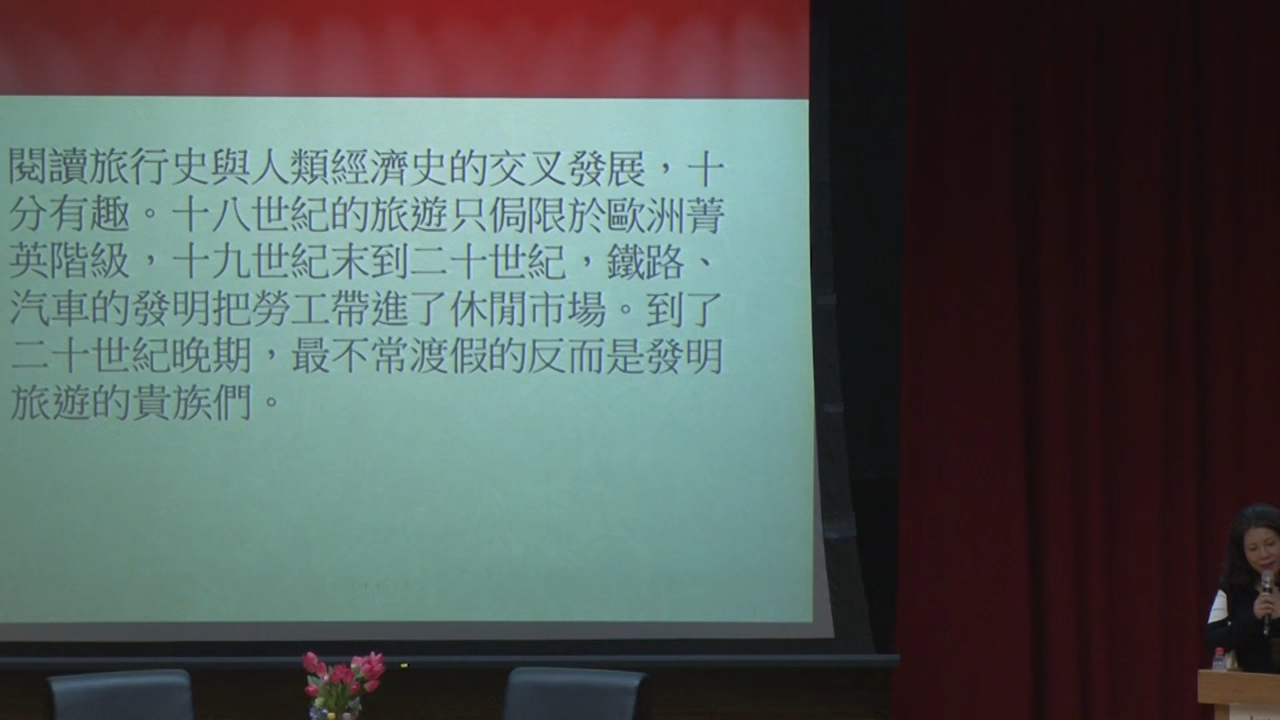 閱讀旅行史與人類經濟史的交叉發展，十
分有趣。十八世紀的旅遊只侷限於歐洲菁
英階級，十九世紀末到二十世紀，鐵路、
汽車的發明把勞工帶進了休閒市場。到了
二十世紀晚期，最不常渡假的反而是發明
旅遊的貴族們。